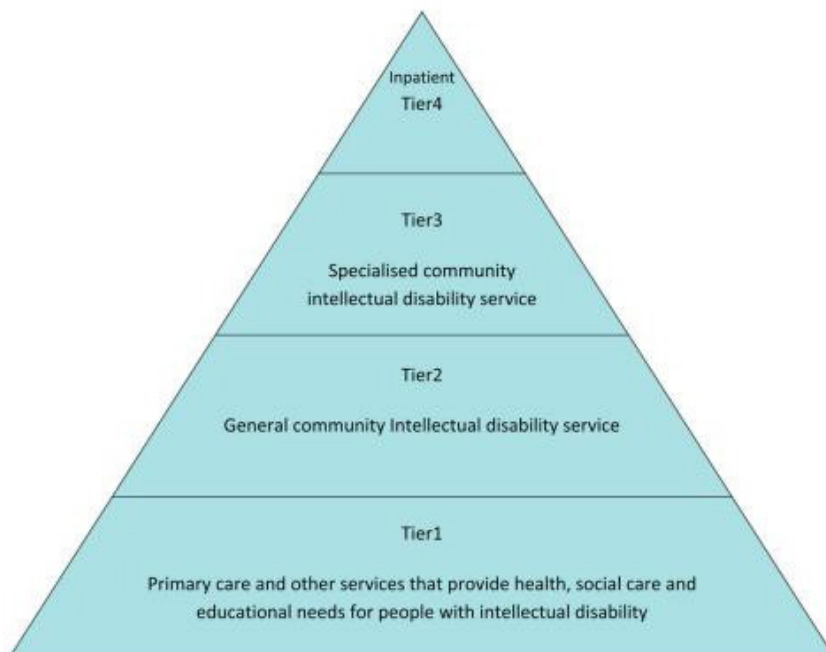 Inpatient
Tier4
Tier3
Specialised community
intellectual disability service
Tier2
General community Intellectual disability service
Tier1
Primary care and other services that provide health, social care and
educational needs for people with intellectual disability